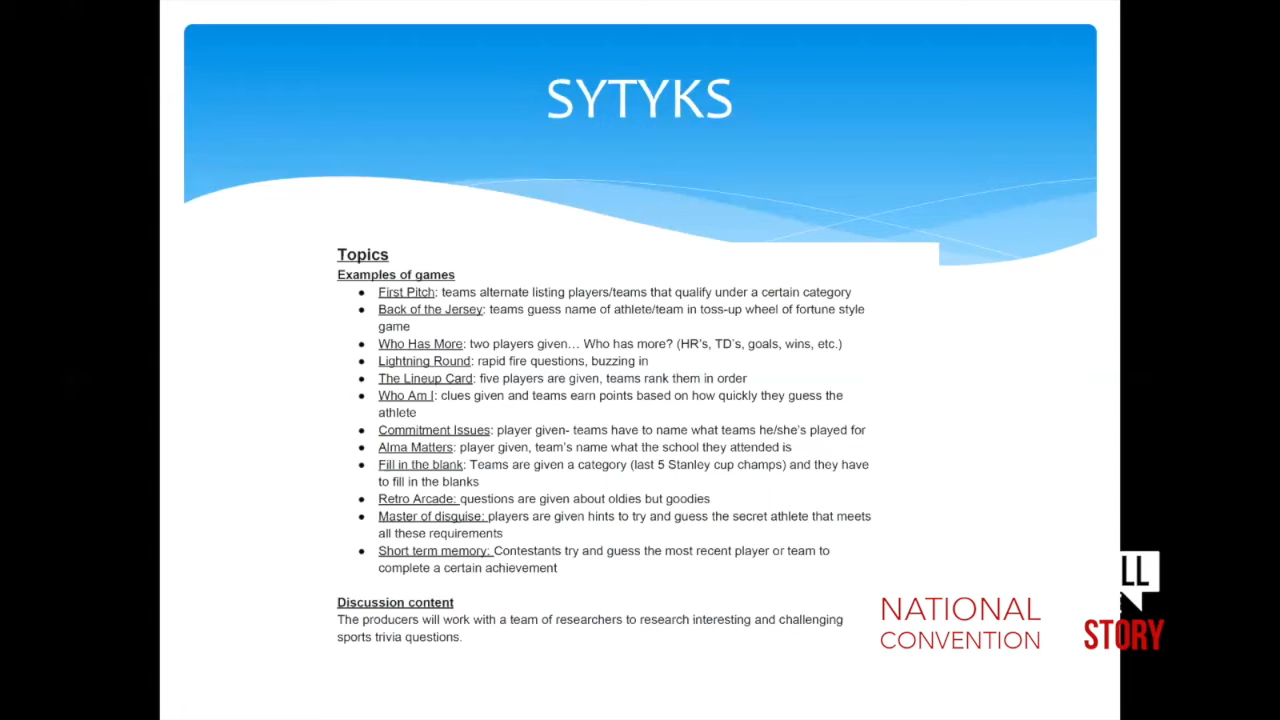 SYTYKS
Topics
Examples of games
● First Pitch: teams alternate listing players/teams that qualify under a certain category
● Back of the Jersey: teams guess name of athlete/team in toss-up wheel of fortune style
game
● Who Has More: two players given… Who has more? (HR's, TD's, goals, wins, etc.)
● Lightning Round: rapid fire questions, buzzing in
● The Lineup Card: five players are given, teams rank them in order
● Who Am I: clues given and teams earn points based on how quickly they guess the
athlete
● Commitment Issues: player given- teams have to name what teams he/she's played for
● Alma Matters: player given, team's name what the school they attended is
● Fill in the blank: Teams are given a category (last 5 Stanley cup champs) and they have
to fill in the blanks
● Retro Arcade: questions are given about oldies but goodies
● Master of disguise: players are given hints to try and guess the secret athlete that meets
all these requirements
● Short term memory: Contestants try and guess the most recent player or team to
complete a certain achievement
Discussion content
The producers will work with a team of researchers to research interesting and challenging
sports trivia questions.
NATIONAL
CONVENTION
LL
STORY